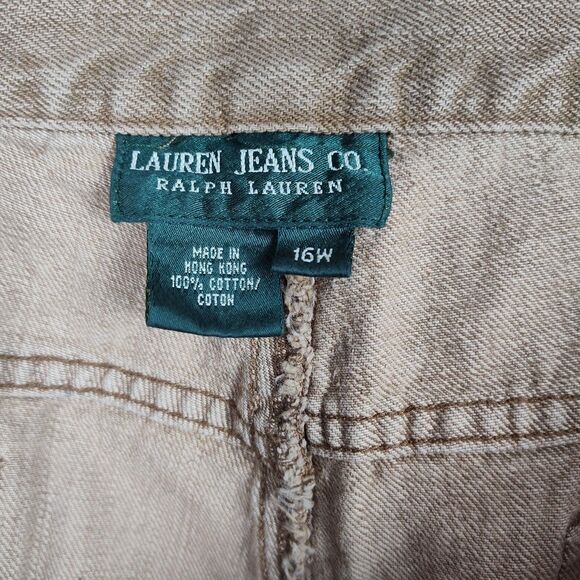 LAUREN JEANS CO.
RALPH LAUREN
16W
MADE IN
HONG KONG
100% COTTON/
COTON